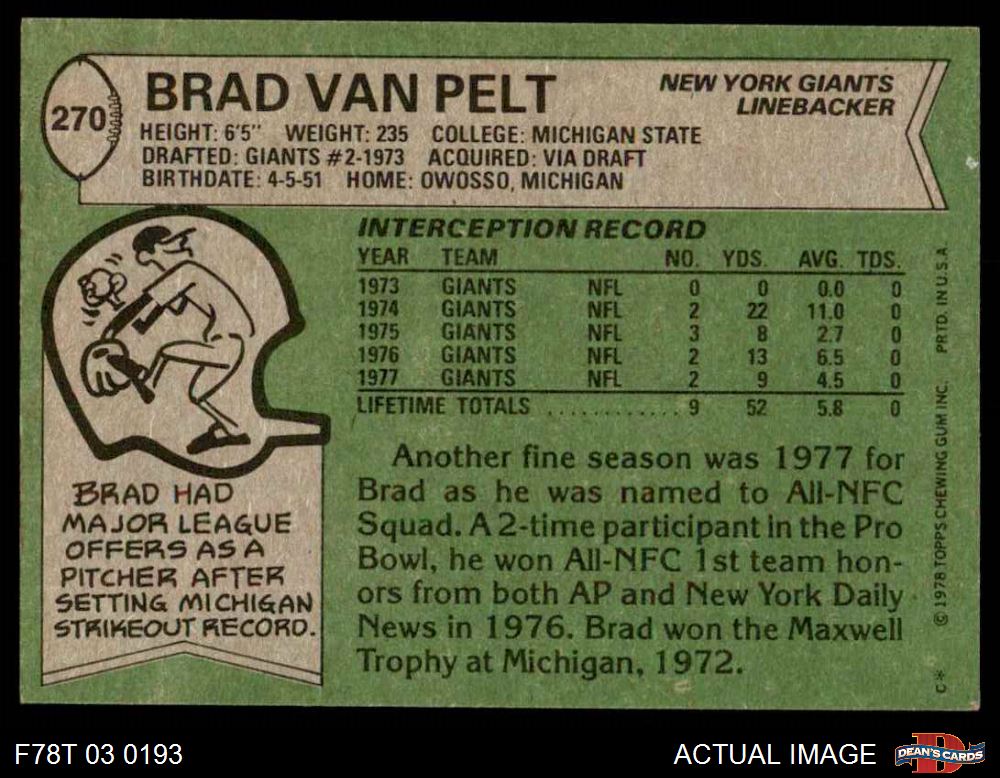 270
BRAD VAN PELT
NEW YORK GIANTS
LINEBACKER
HEIGHT: 6'5" WEIGHT: 235 COLLEGE: MICHIGAN STATE
DRAFTED: GIANTS #2-1973 ACQUIRED: VIA DRAFT
BIRTHDATE: 4-5-51 HOME: OWOSSO, MICHIGAN
INTERCEPTION RECORD
YEAR TEAM NO. YDS. AVG. TDS.
1973 GIANTS NFL 0 0 0.0 0
1974 GIANTS NFL 2 22 11.0 0
1975 GIANTS NFL 3 8 2.7 0
1976 GIANTS NFL 2 13 6.5 0
1977 GIANTS NFL 2 9 4.5 0
LIFETIME TOTALS ............ 9 52 5.8 0
Another fine season was 1977 for
Brad as he was named to All-NFC
Squad. A 2-time participant in the Pro
Bowl, he won All-NFC 1st team hon-
ors from both AP and New York Daily
News in 1976. Brad won the Maxwell
Trophy at Michigan, 1972.
BRAD HAD
MAJOR LEAGUE
OFFERS AS A
PITCHER AFTER
SETTING MICHIGAN
STRIKEOUT RECORD.
C* © 1978 TOPPS CHEWING GUM INC. PRTD. IN U.S.A
F78T 03 0193
ACTUAL IMAGE
D
DEAN'S CARDS